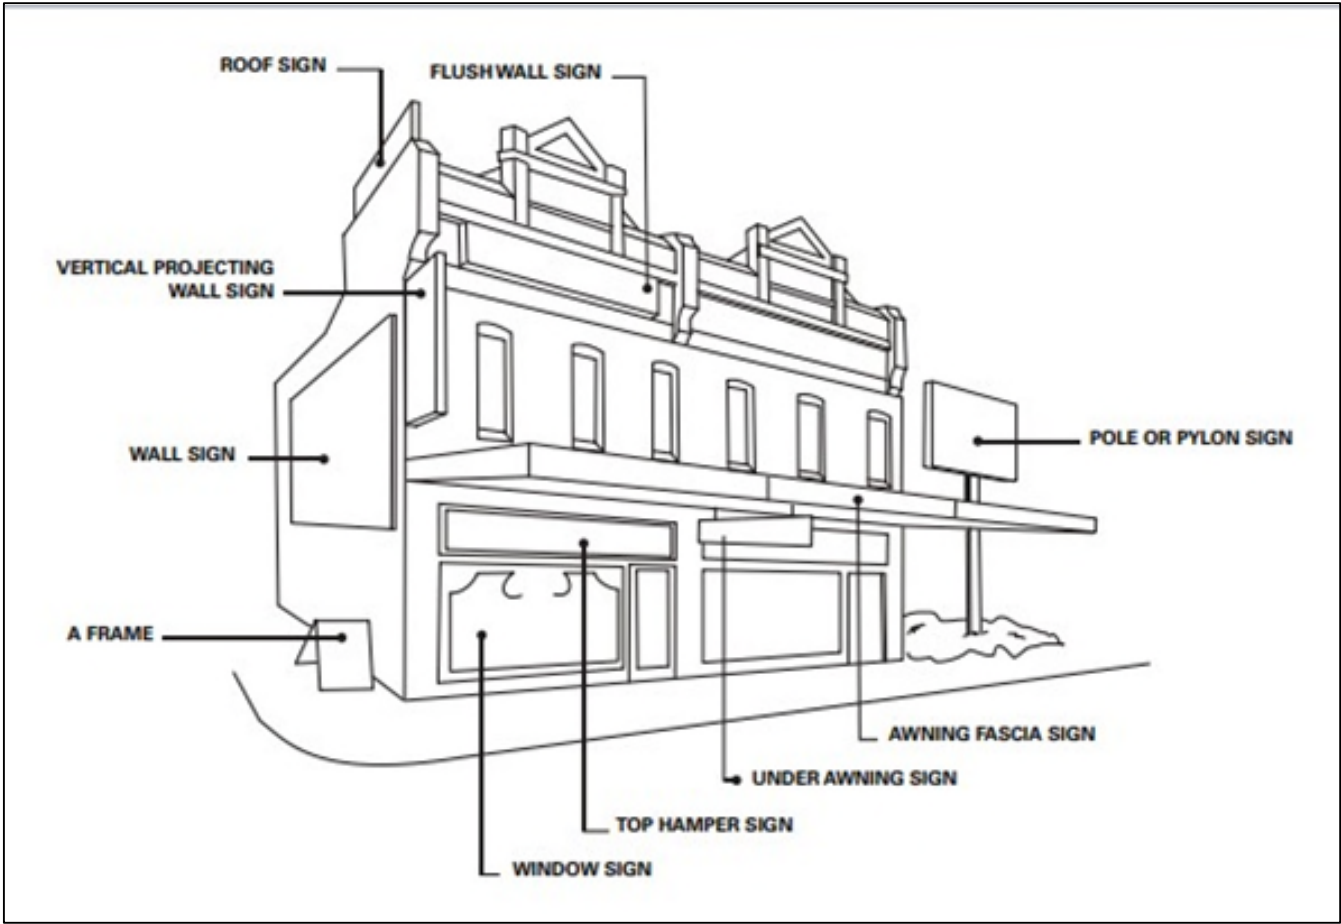 ROOF SIGN
FLUSH WALL SIGN
VERTICAL PROJECTING
WALL SIGN
WALL SIGN
POLE OR PYLON SIGN
A FRAME
AWNING FASCIA SIGN
UNDER AWNING SIGN
TOP HAMPER SIGN
WINDOW SIGN